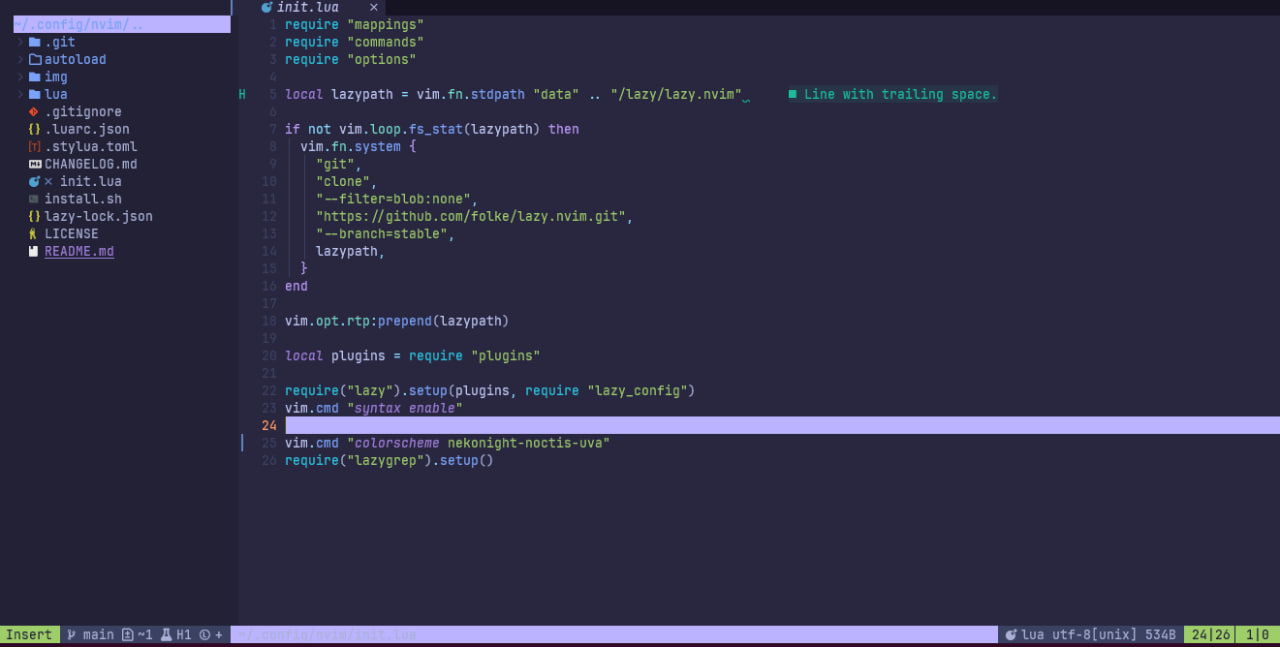 init.lua ×
~/.config/nvim/..
.git
autoload
img
lua
.gitignore
{} .luarc.json
[T] .stylua.toml
CHANGELOG.md
× init.lua
install.sh
{} lazy-lock.json
LICENSE
README.md
1 require "mappings"
2 require "commands"
3 require "options"
4
H 5 local lazypath = vim.fn.stdpath "data" .. "/lazy/lazy.nvim" ■ Line with trailing space.
6
7 if not vim.loop.fs_stat(lazypath) then
8 vim.fn.system {
9 "git",
10 "clone",
11 "--filter=blob:none",
12 "https://github.com/folke/lazy.nvim.git",
13 "--branch=stable",
14 lazypath,
15 }
16 end
17
18 vim.opt.rtp:prepend(lazypath)
19
20 local plugins = require "plugins"
21
22 require("lazy").setup(plugins, require "lazy_config")
23 vim.cmd "syntax enable"
24
25 vim.cmd "colorscheme nekonight-noctis-uva"
26 require("lazygrep").setup()
Insert main ~1 H1 + ~/.config/nvim/init.lua lua utf-8[unix] 534B 24|26 1|0